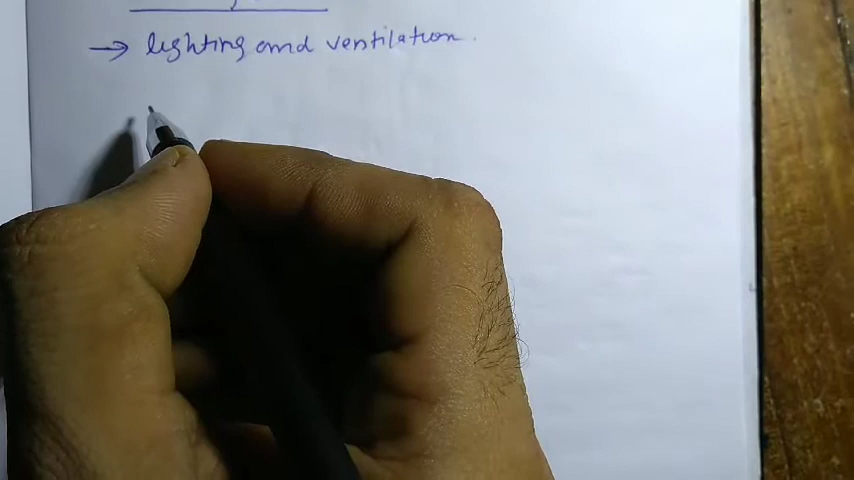 → lighting and ventilation.